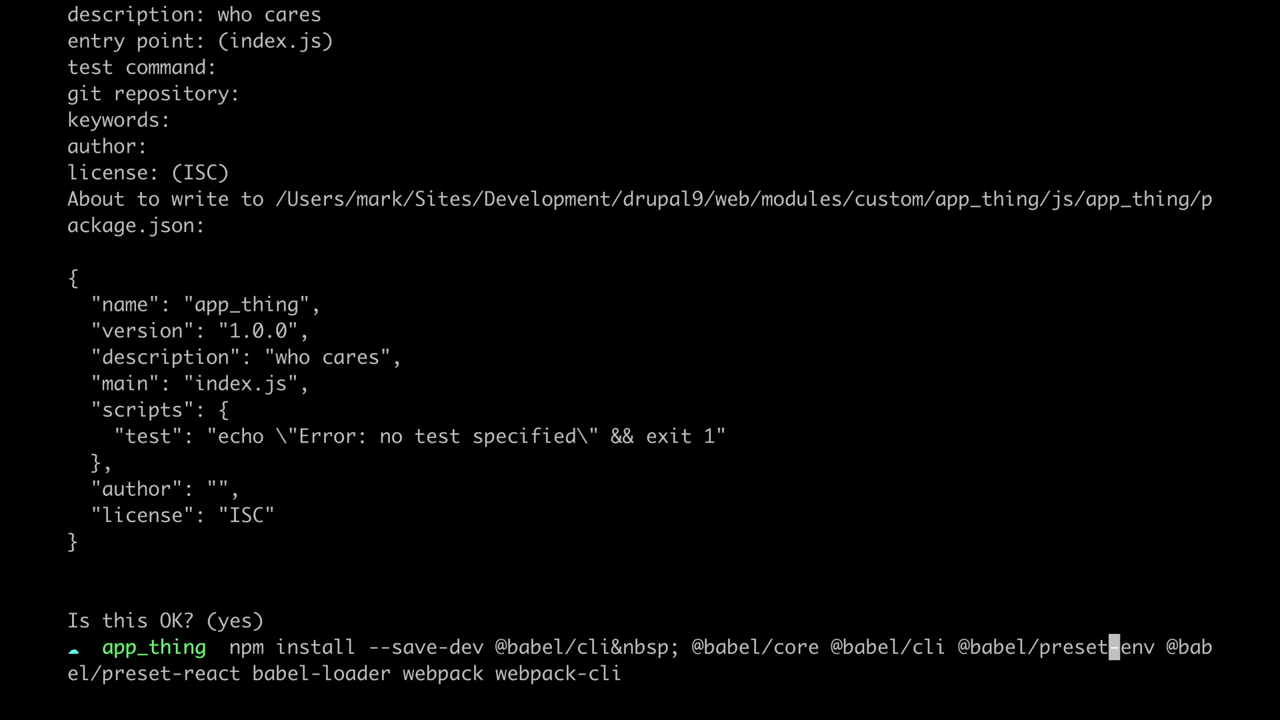 description: who cares
entry point: (index.js)
test command:
git repository:
keywords:
author:
license: (ISC)
About to write to /Users/mark/Sites/Development/drupal9/web/modules/custom/app_thing/js/app_thing/p
ackage.json:
{
"name": "app_thing",
"version": "1.0.0",
"description": "who cares",
"main": "index.js",
"scripts": {
"test": "echo \"Error: no test specified\" && exit 1"
},
"author": "",
"license": "ISC"
}
Is this OK? (yes)
☁ app_thing npm install --save-dev @babel/cli&nbsp; @babel/core @babel/cli @babel/preset-env @bab
el/preset-react babel-loader webpack webpack-cli